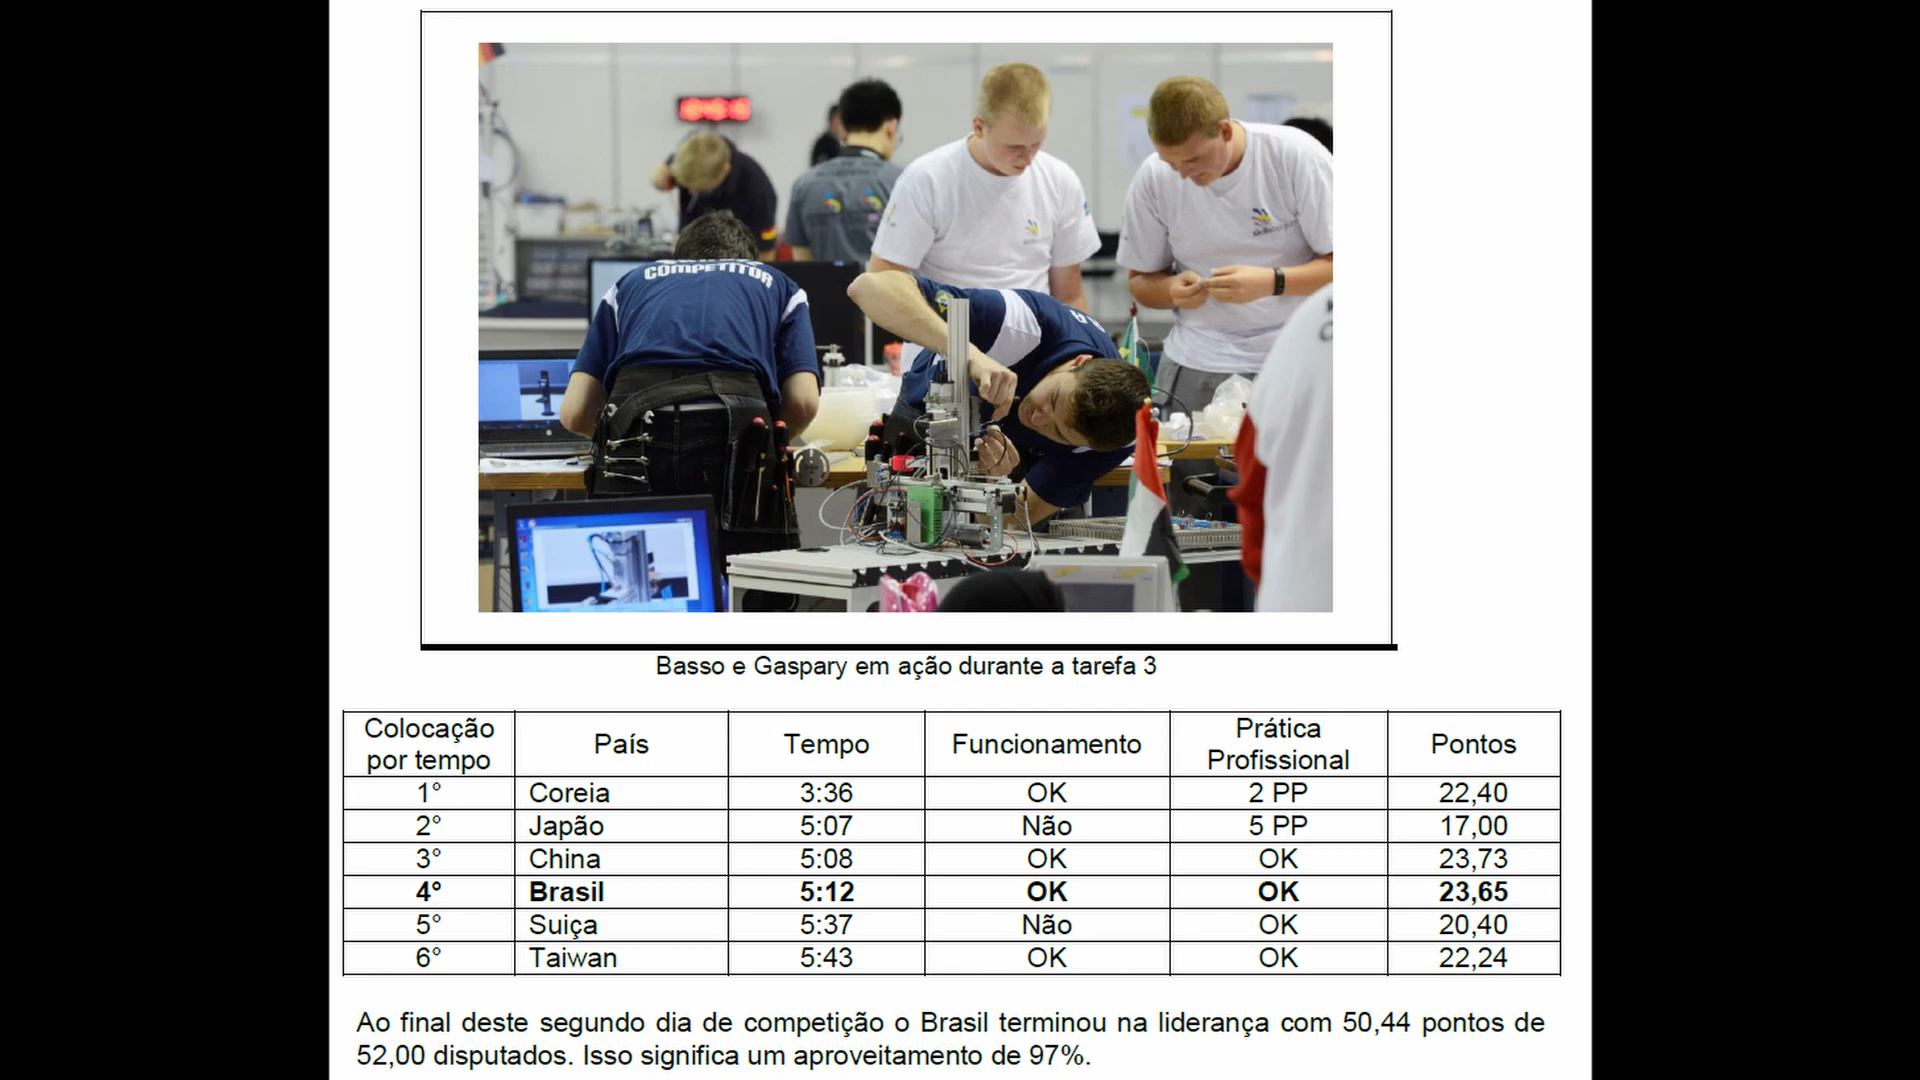 COMPETITOR
Basso e Gaspary em ação durante a tarefa 3
Colocação por tempo País Tempo Funcionamento Prática Profissional Pontos
1° Coreia 3:36 OK 2 PP 22,40
2° Japão 5:07 Não 5 PP 17,00
3° China 5:08 OK OK 23,73
4º Brasil 5:12 OK OK 23,65
5° Suiça 5:37 Não OK 20,40
6° Taiwan 5:43 OK OK 22,24
Ao final deste segundo dia de competição o Brasil terminou na liderança com 50,44 pontos de
52,00 disputados. Isso significa um aproveitamento de 97%.